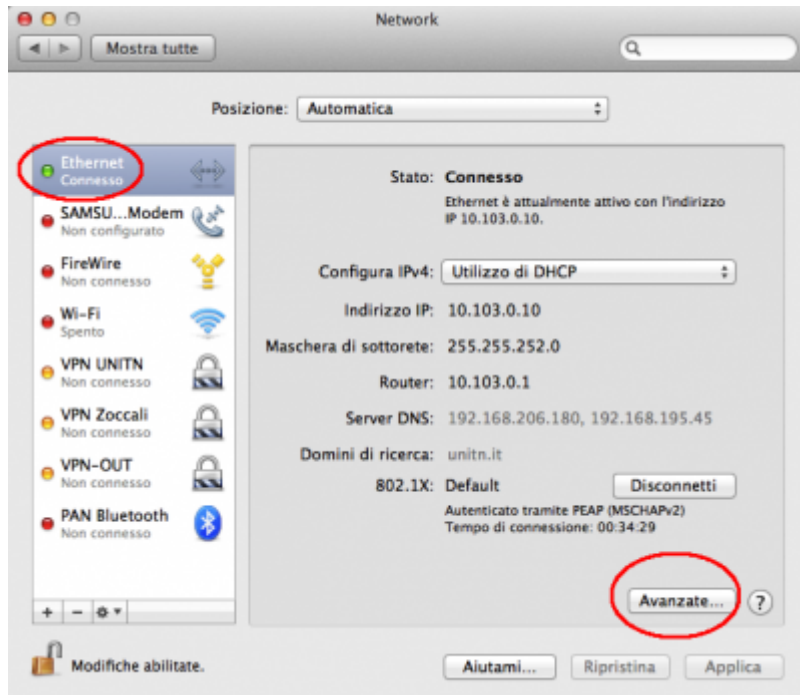 Network
Mostra tutte
Posizione: Automatica
Ethernet
Connesso
SAMSU...Modem
Non configurato
FireWire
Non connesso
Wi-Fi
Spento
VPN UNITN
Non connesso
VPN Zoccali
Non connesso
VPN-OUT
Non connesso
PAN Bluetooth
Non connesso
+ −
Stato: Connesso
Ethernet è attualmente attivo con l'indirizzo
IP 10.103.0.10.
Configura IPv4: Utilizzo di DHCP
Indirizzo IP: 10.103.0.10
Maschera di sottorete: 255.255.252.0
Router: 10.103.0.1
Server DNS: 192.168.206.180, 192.168.195.45
Domini di ricerca: unitn.it
802.1X: Default Disconnetti
Autenticato tramite PEAP (MSCHAPv2)
Tempo di connessione: 00:34:29
Avanzate... ?
Modifiche abilitate.
Aiutami... Ripristina Applica